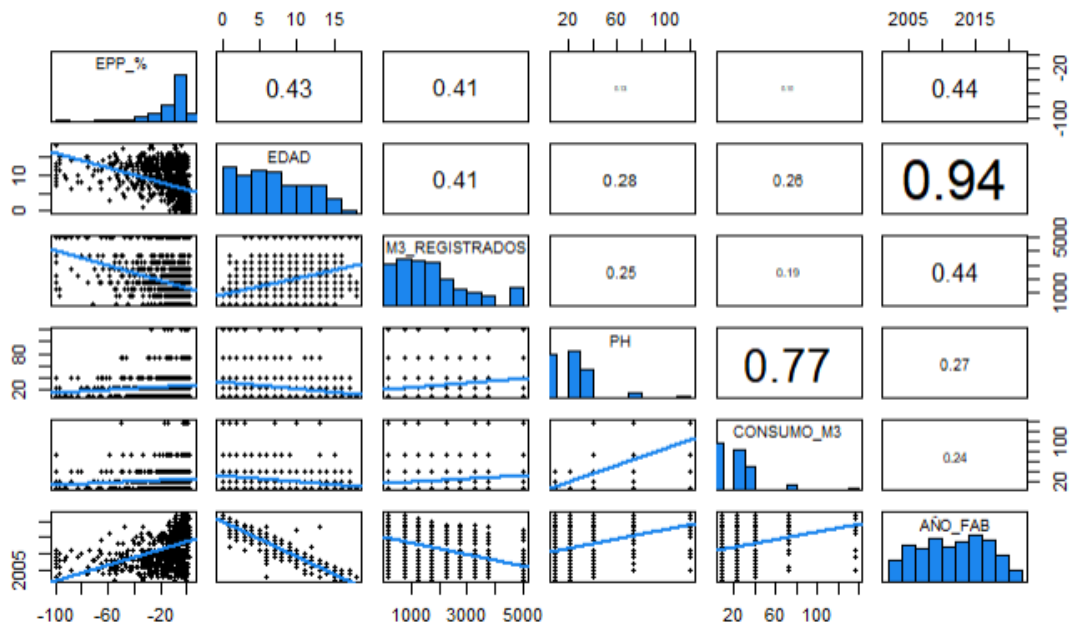 0 5 10 15 20 60 100 2005 2015
EPP_% 0.43 0.41 0.44 -100 -20
0 10 EDAD 0.41 0.28 0.26 0.94
M3_REGISTRADOS 0.25 0.19 0.44 1000 5000
20 80 PH 0.77 0.27
CONSUMO_M3 0.24 20 100
2005 AÑO_FAB
-100 -60 -20 1000 3000 5000 20 60 100